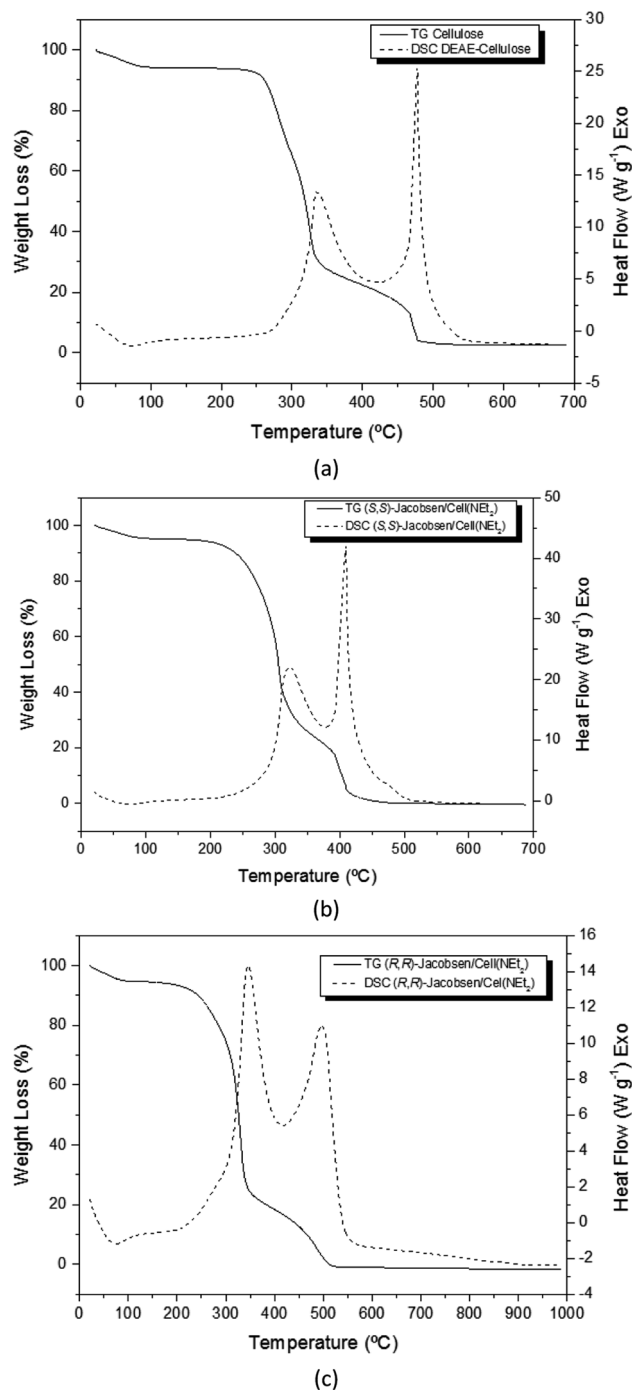 TG Cellulose
DSC DEAE-Cellulose
100
80
60
40
20
0
Weight Loss (%)
30
25
20
15
10
5
0
-5
Heat Flow (W g⁻¹) Exo
0 100 200 300 400 500 600 700
Temperature (ºC)
(a)
TG (S,S)-Jacobsen/Cell(NEt₂)
DSC (S,S)-Jacobsen/Cell(NEt₂)
100
80
60
40
20
0
Weight Loss (%)
50
40
30
20
10
0
Heat Flow (W g⁻¹) Exo
0 100 200 300 400 500 600 700
Temperature (ºC)
(b)
TG (R,R)-Jacobsen/Cell(NEt₂)
DSC (R,R)-Jacobsen/Cel(NEt₂)
100
80
60
40
20
0
Weight Loss (%)
16
14
12
10
8
6
4
2
0
-2
-4
Heat Flow (W g⁻¹) Exo
0 100 200 300 400 500 600 700 800 900 1000
Temperature (ºC)
(c)